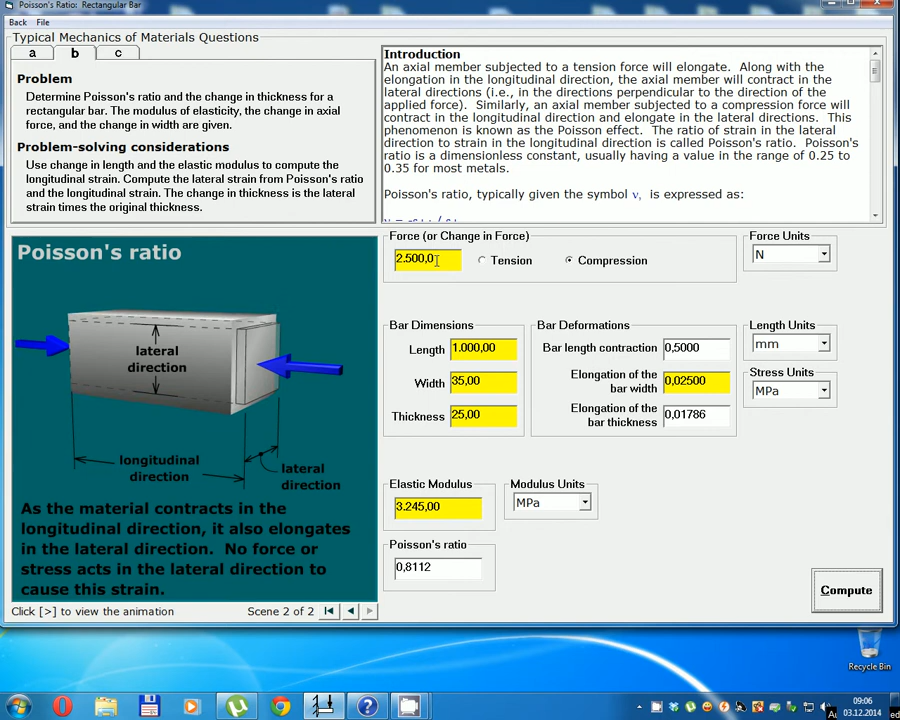 Poisson's Ratio: Rectangular Bar
Back File
Typical Mechanics of Materials Questions
a b c
Problem
Determine Poisson's ratio and the change in thickness for a
rectangular bar. The modulus of elasticity, the change in axial
force, and the change in width are given.
Problem-solving considerations
Use change in length and the elastic modulus to compute the
longitudinal strain. Compute the lateral strain from Poisson's ratio
and the longitudinal strain. The change in thickness is the lateral
strain times the original thickness.
Introduction
An axial member subjected to a tension force will elongate. Along with the
elongation in the longitudinal direction, the axial member will contract in the
lateral directions (i.e., in the directions perpendicular to the direction of the
applied force). Similarly, an axial member subjected to a compression force will
contract in the longitudinal direction and elongate in the lateral directions. This
phenomenon is known as the Poisson effect. The ratio of strain in the lateral
direction to strain in the longitudinal direction is called Poisson's ratio. Poisson's
ratio is a dimensionless constant, usually having a value in the range of 0.25 to
0.35 for most metals.
Poisson's ratio, typically given the symbol ν, is expressed as:
Poisson's ratio
lateral
direction
longitudinal
direction
lateral
direction
As the material contracts in the
longitudinal direction, it also elongates
in the lateral direction. No force or
stress acts in the lateral direction to
cause this strain.
Click [>] to view the animation
Scene 2 of 2
Force (or Change in Force)
2.500,0
Tension
Compression
Force Units
N
Bar Dimensions
Length 1.000,00
Width 35,00
Thickness 25,00
Bar Deformations
Bar length contraction 0,5000
Elongation of the
bar width 0,02500
Elongation of the
bar thickness 0,01786
Length Units
mm
Stress Units
MPa
Elastic Modulus
3.245,00
Modulus Units
MPa
Poisson's ratio
0,8112
Compute
Recycle Bin
09:06
03.12.2014